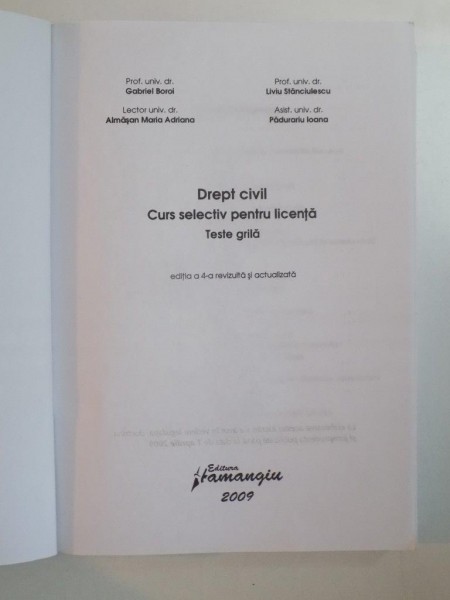 Prof. univ. dr.
Gabriel Boroi
Prof. univ. dr.
Liviu Stănciulescu
Lector univ. dr.
Almăşan Maria Adriana
Asist. univ. dr.
Pădurariu Ioana
Drept civil
Curs selectiv pentru licenţă
Teste grilă
ediţia a 4-a revizuită şi actualizată
Editura
Hamangiu
2009